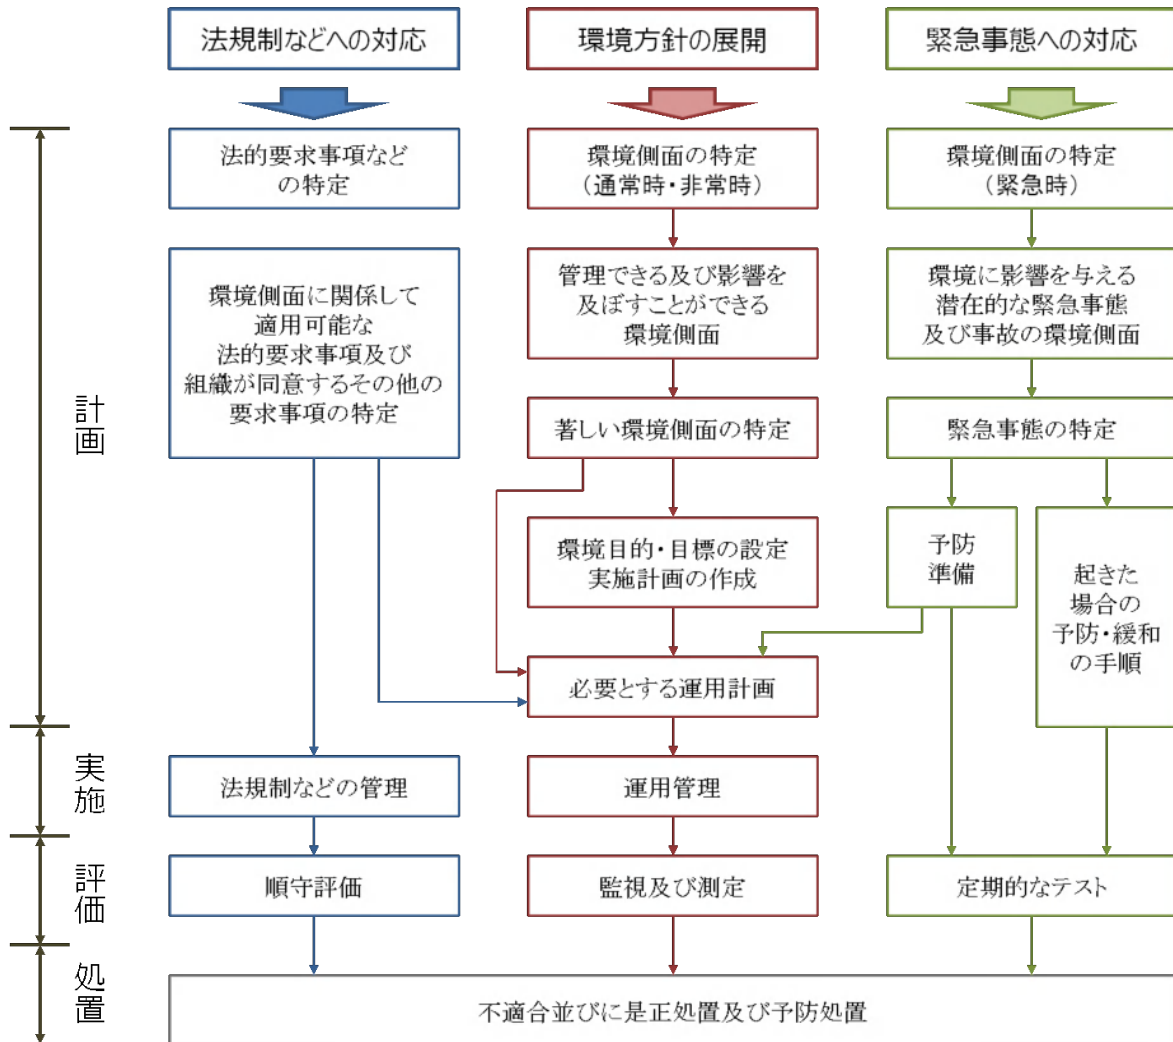 法規制などへの対応
環境方針の展開
緊急事態への対応
法的要求事項など
の特定
環境側面の特定
(通常時・非常時)
環境側面の特定
(緊急時)
環境側面に関係して
適用可能な
法的要求事項及び
組織が同意するその他の
要求事項の特定
管理できる及び影響を
及ぼすことができる
環境側面
環境に影響を与える
潜在的な緊急事態
及び事故の環境側面
計画
著しい環境側面の特定
緊急事態の特定
環境目的・目標の設定
実施計画の作成
予防
準備
起きた
場合の
予防・緩和
の手順
必要とする運用計画
実施
法規制などの管理
運用管理
評価
順守評価
監視及び測定
定期的なテスト
処置
不適合並びに是正処置及び予防処置